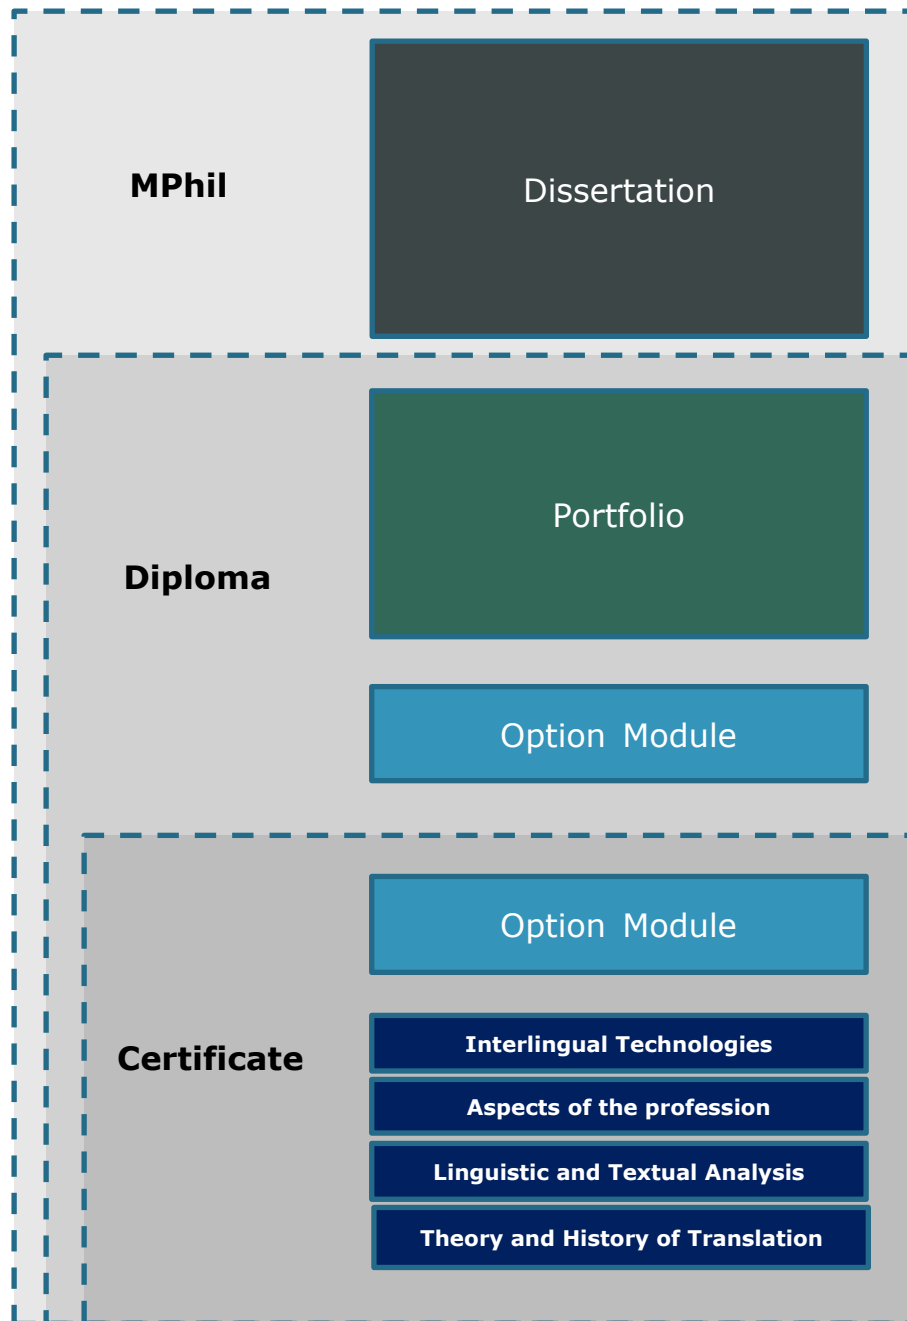 MPhil
Dissertation
Diploma
Portfolio
Option Module
Certificate
Option Module
Interlingual Technologies
Aspects of the profession
Linguistic and Textual Analysis
Theory and History of Translation